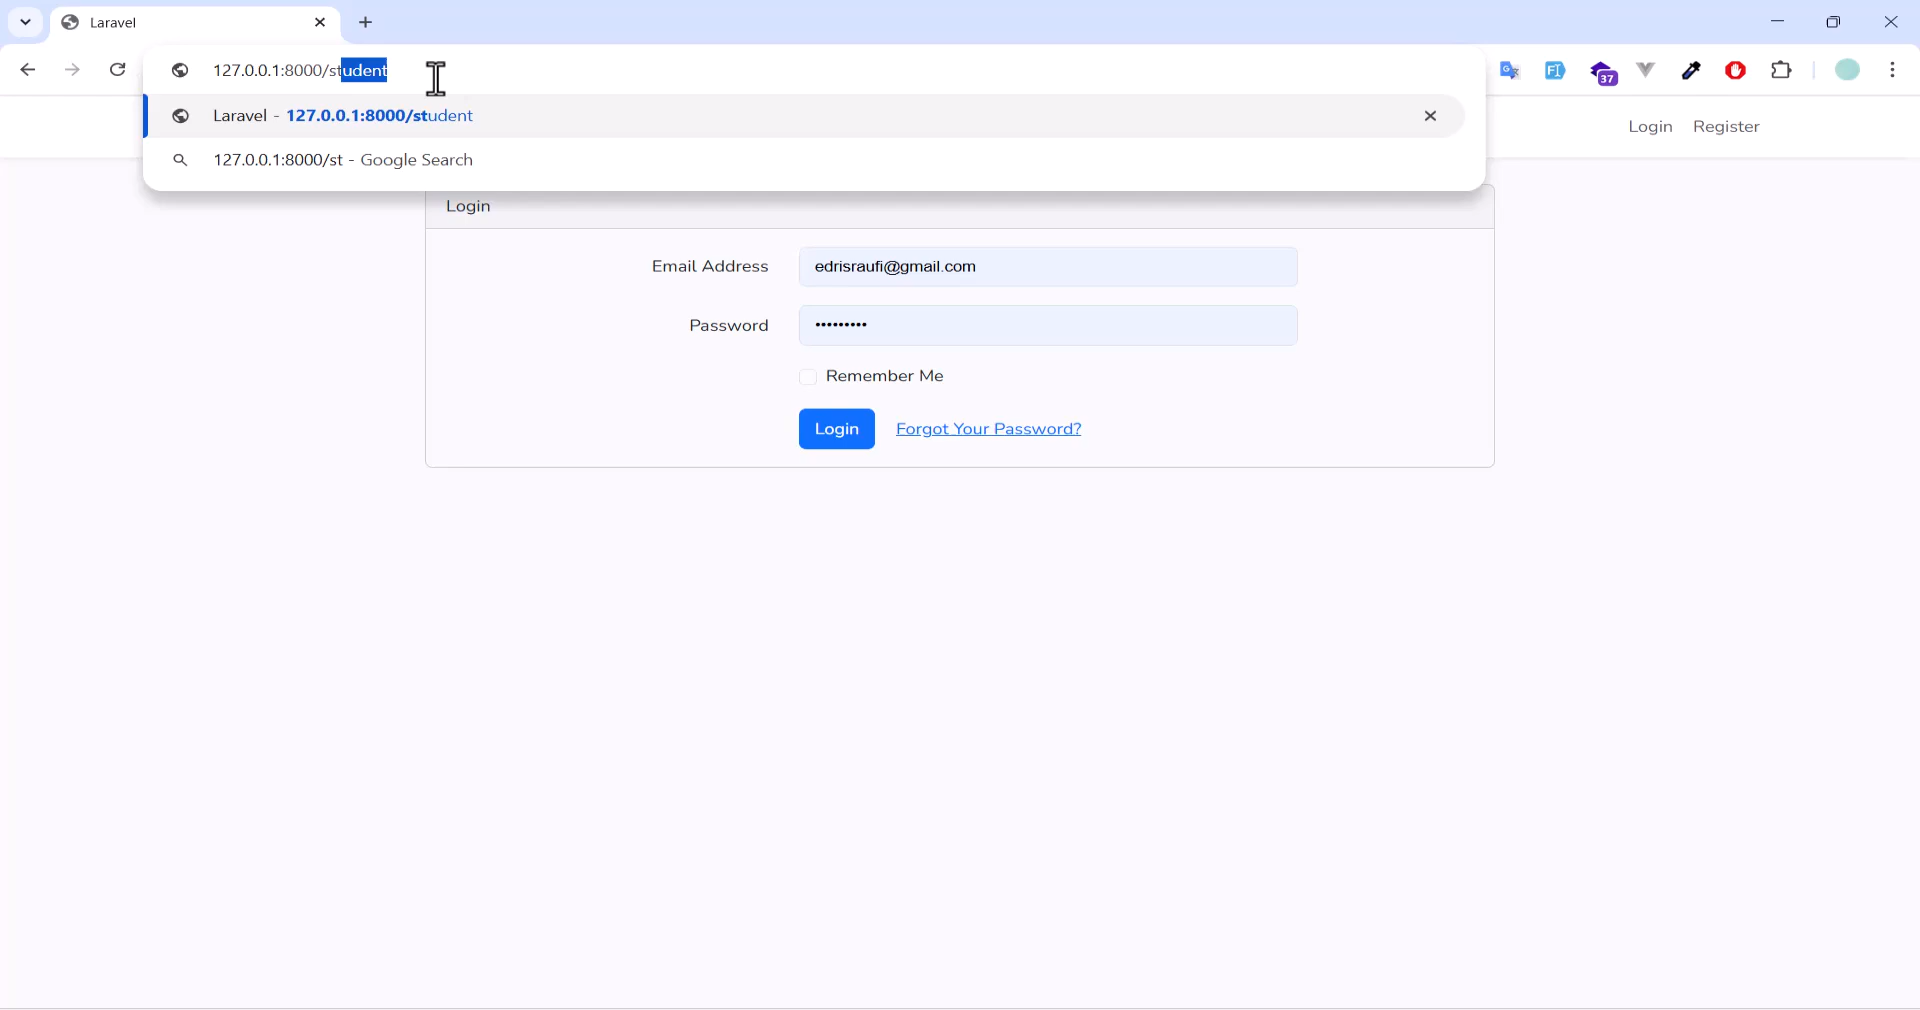 Laravel
127.0.0.1:8000/student
37
Laravel - 127.0.0.1:8000/student
127.0.0.1:8000/st - Google Search
Login Register
Login
Email Address edrisraufi@gmail.com
Password •••••••••
Remember Me
Login Forgot Your Password?